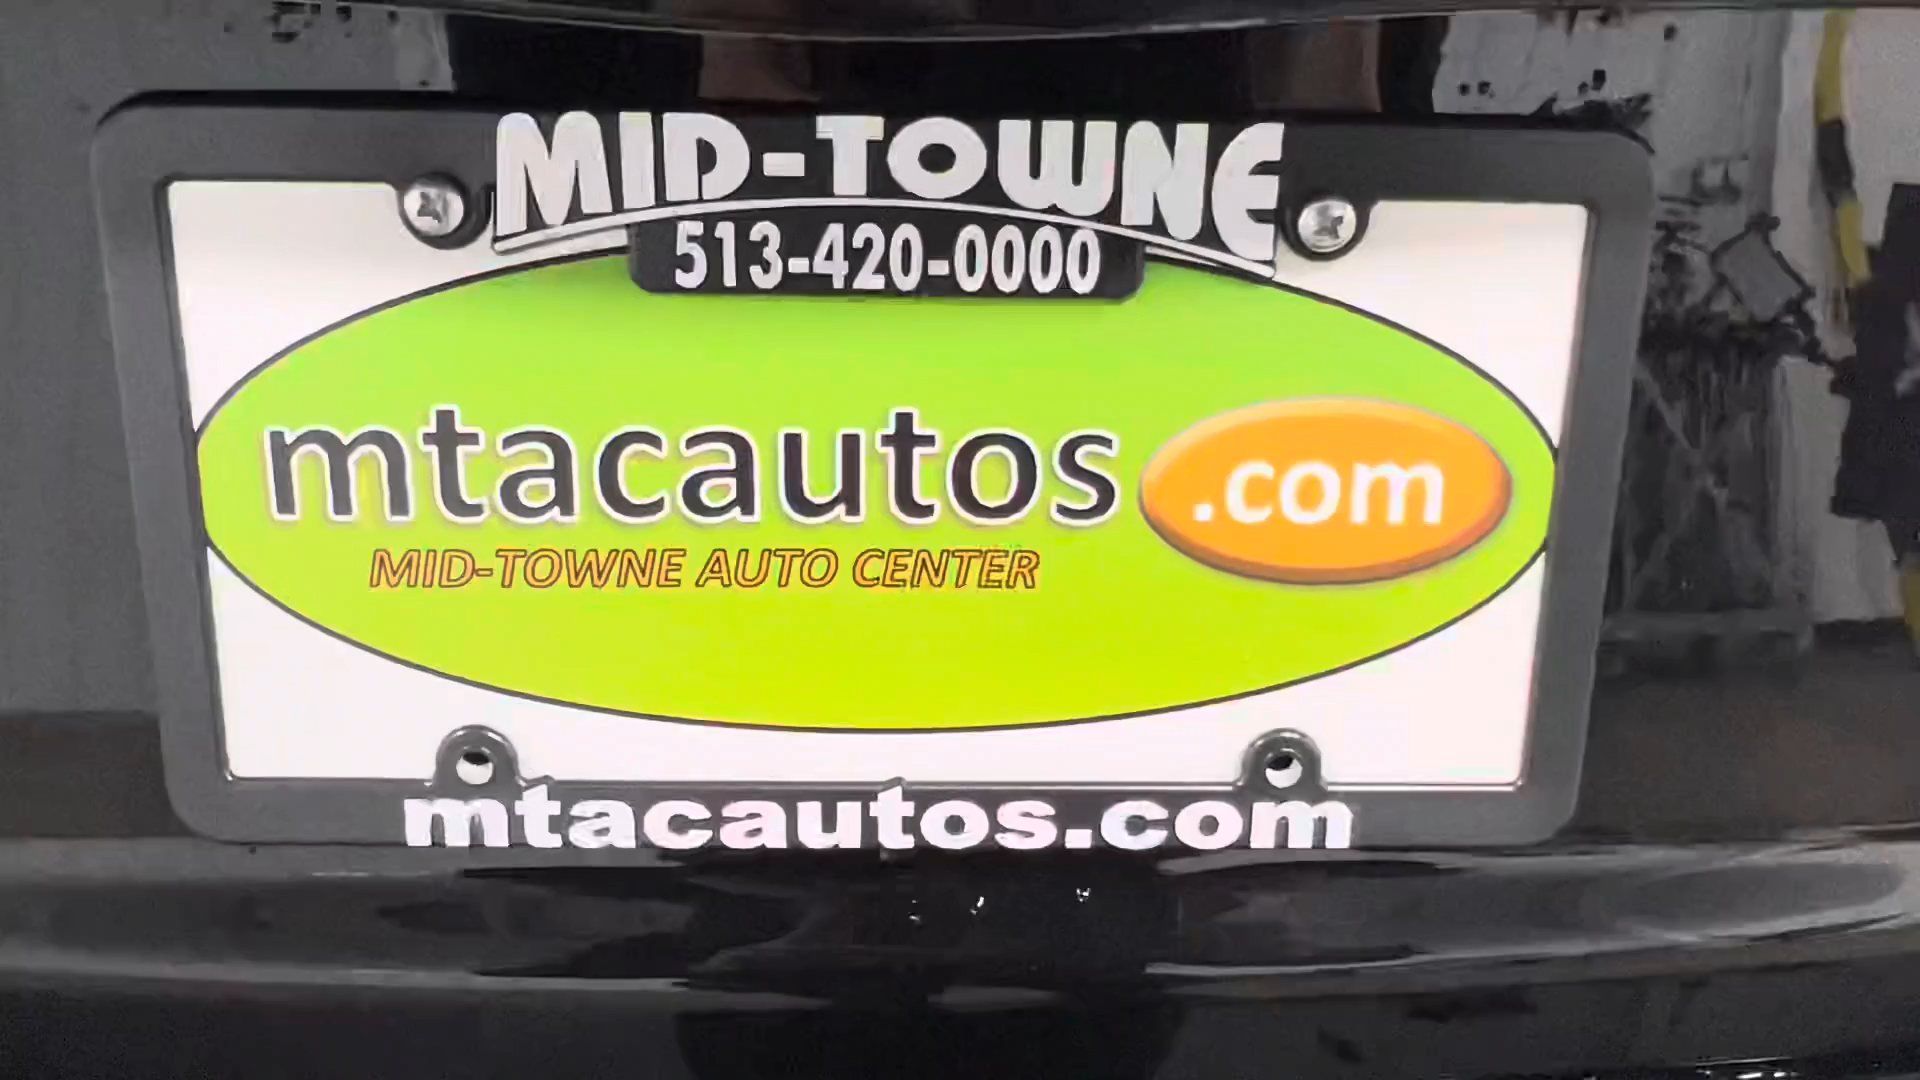 MID-TOWNE
513-420-0000
mtacautos .com
MID-TOWNE AUTO CENTER
mtacautos.com